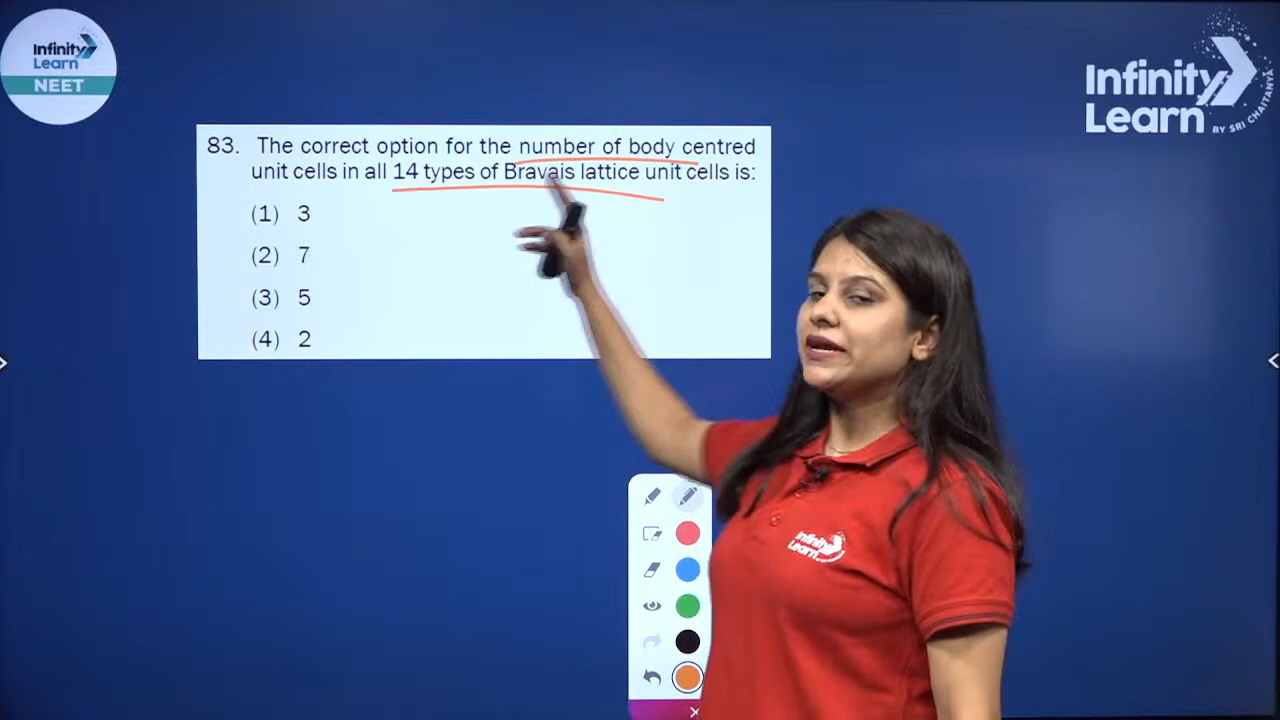 Infinity
Learn
NEET
Infinity
Learn
BY SRI CHAITANYA
83. The correct option for the number of body centred
unit cells in all 14 types of Bravais lattice unit cells is:
(1) 3
(2) 7
(3) 5
(4) 2
Infinity
Learn